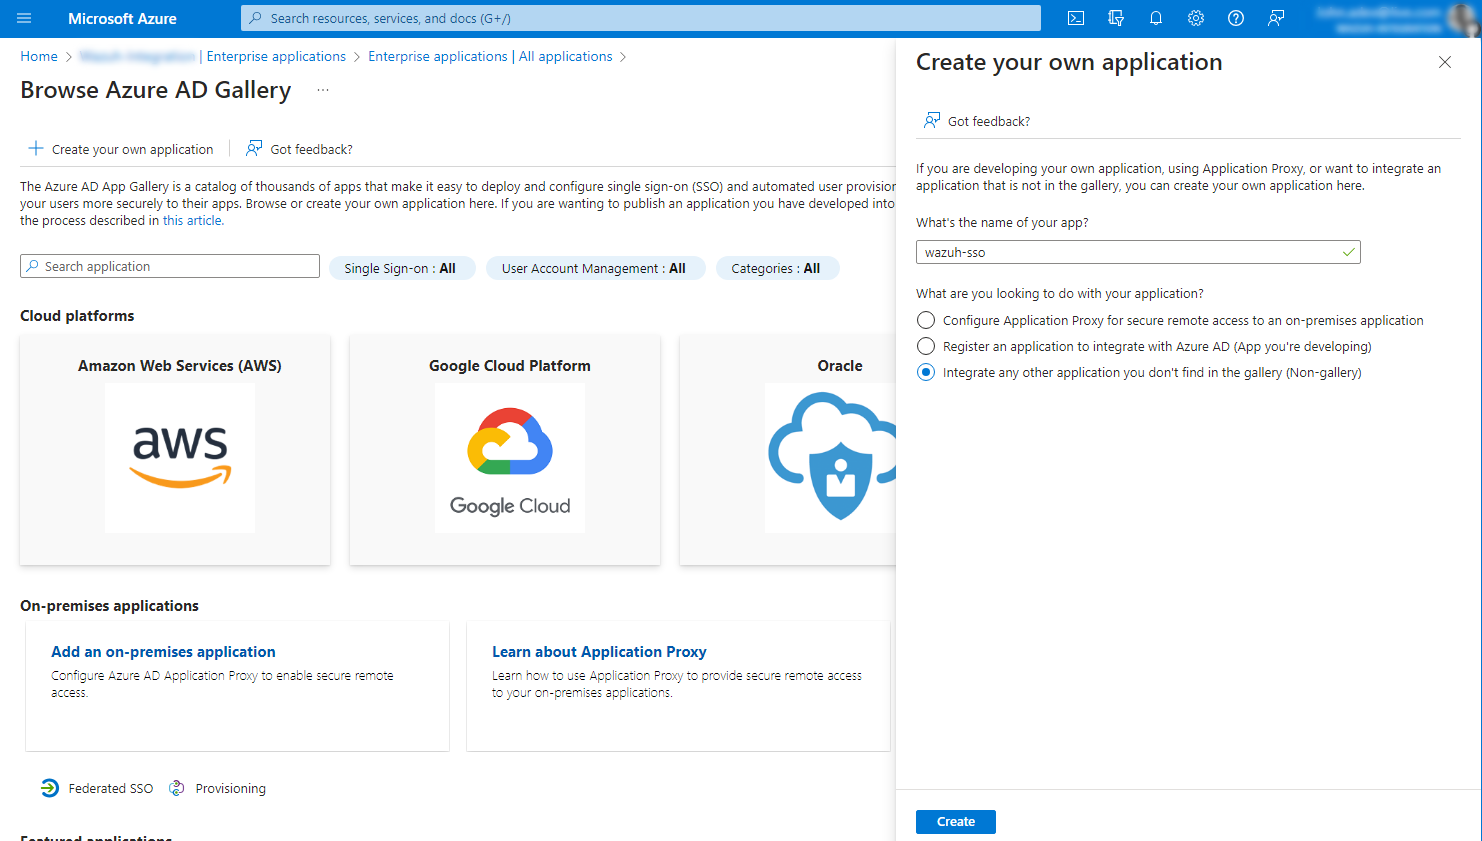 Microsoft Azure
Search resources, services, and docs (G+/)
Home
| Enterprise applications
Enterprise applications | All applications
Browse Azure AD Gallery
...
Create your own application
Got feedback?
The Azure AD App Gallery is a catalog of thousands of apps that make it easy to deploy and configure single sign-on (SSO) and automated user provision
your users more securely to their apps. Browse or create your own application here. If you are wanting to publish an application you have developed into
the process described in this article.
Search application
Single Sign-on : All
User Account Management : All
Categories : All
Cloud platforms
Amazon Web Services (AWS)
aws
Google Cloud Platform
Google Cloud
Oracle
On-premises applications
Add an on-premises application
Configure Azure AD Application Proxy to enable secure remote
access.
Learn about Application Proxy
Learn how to use Application Proxy to provide secure remote access
to your on-premises applications.
Federated SSO
Provisioning
Featured applications
Create your own application
Got feedback?
If you are developing your own application, using Application Proxy, or want to integrate an
application that is not in the gallery, you can create your own application here.
What's the name of your app?
wazuh-sso
What are you looking to do with your application?
Configure Application Proxy for secure remote access to an on-premises application
Register an application to integrate with Azure AD (App you're developing)
Integrate any other application you don't find in the gallery (Non-gallery)
Create